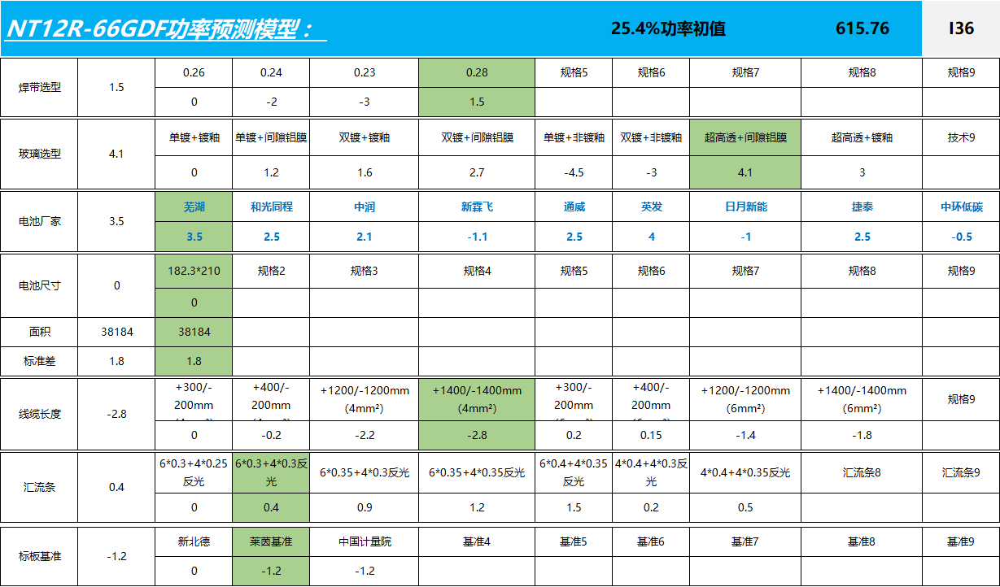 NT12R-66GDF功率预测模型： 25.4%功率初值 615.76 I36
焊带选型 1.5 0.26 0.24 0.23 0.28 规格5 规格6 规格7 规格8 规格9
0 -2 -3 1.5
玻璃选型 4.1 单镀+镀釉 单镀+间隙铝膜 双镀+镀釉 双镀+间隙铝膜 单镀+非镀釉 双镀+非镀釉 超高透+间隙铝膜 超高透+镀釉 技术9
0 1.2 1.6 2.7 -4.5 -3 4.1 3
电池厂家 3.5 芜湖 和光同程 中润 新霖飞 通威 英发 日月新能 捷泰 中环低碳
3.5 2.5 2.1 -1.1 2.5 4 -1 2.5 -0.5
电池尺寸 0 182.3*210 规格2 规格3 规格4 规格5 规格6 规格7 规格8 规格9
0
面积 38184 38184
标准差 1.8 1.8
线缆长度 -2.8 +300/-200mm +400/-200mm +1200/-1200mm (4mm²) +1400/-1400mm (4mm²) +300/-200mm +400/-200mm +1200/-1200mm (6mm²) +1400/-1400mm (6mm²) 规格9
0 -0.2 -2.2 -2.8 0.2 0.15 -1.4 -1.8
汇流条 0.4 6*0.3+4*0.25反光 6*0.3+4*0.3反光 6*0.35+4*0.3反光 6*0.35+4*0.35反光 6*0.4+4*0.35反光 4*0.4+4*0.3反光 4*0.4+4*0.35反光 汇流条8 汇流条9
0 0.4 0.9 1.2 1.5 0.2 0.5
标板基准 -1.2 新北德 莱茵基准 中国计量院 基准4 基准5 基准6 基准7 基准8 基准9
0 -1.2 -1.2